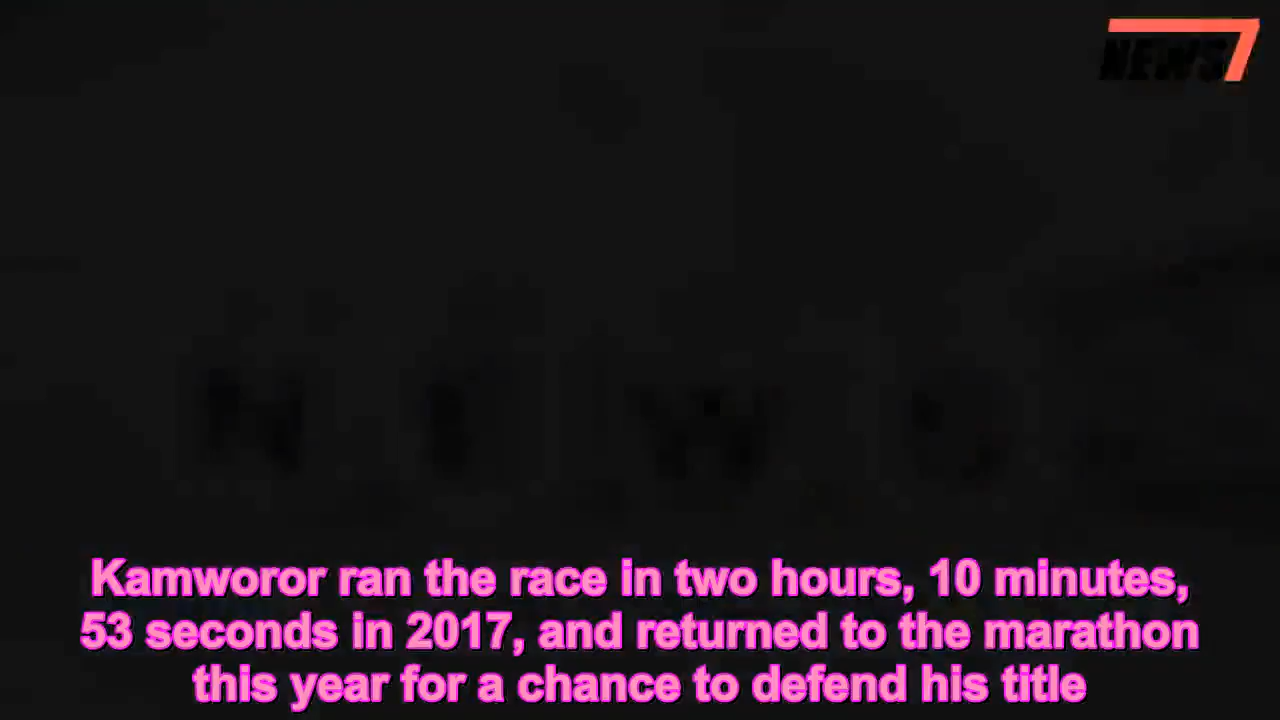 NEWS7
Kamworor ran the race in two hours, 10 minutes,
53 seconds in 2017, and returned to the marathon
this year for a chance to defend his title